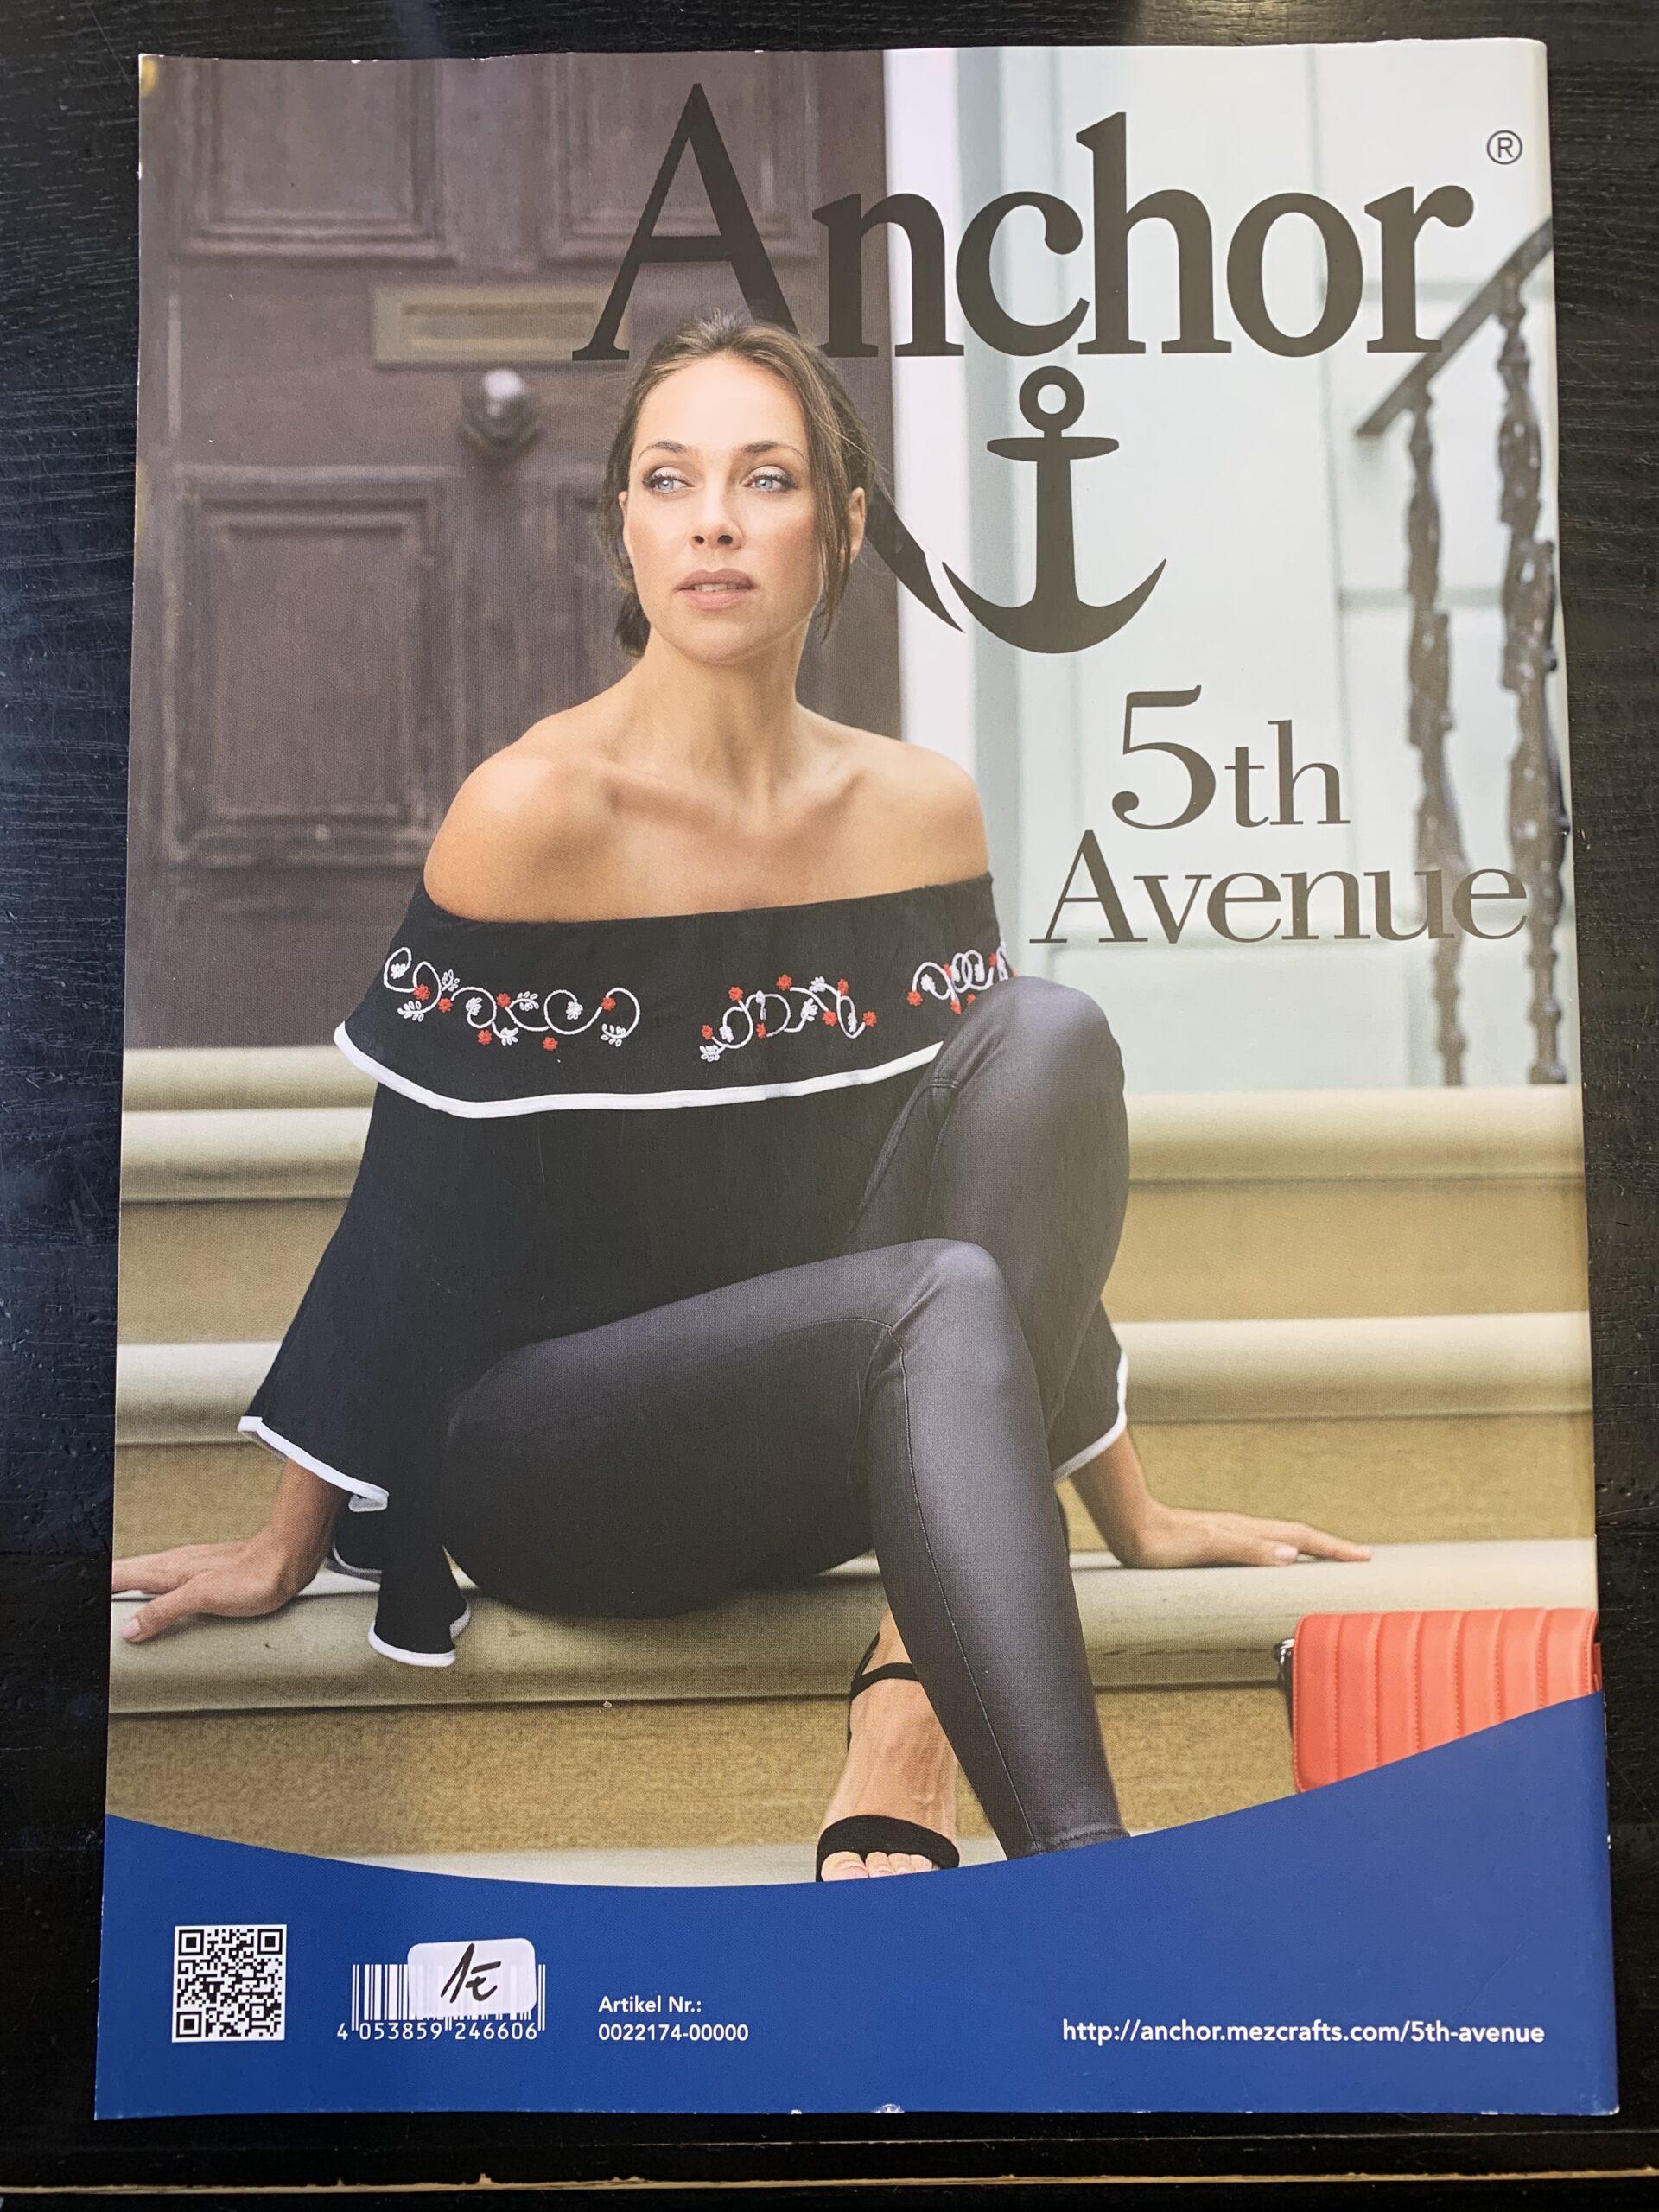 Anchor®
5th
Avenue
1€
4 053859 246606
Artikel Nr.:
0022174-00000
http://anchor.mezcrafts.com/5th-avenue